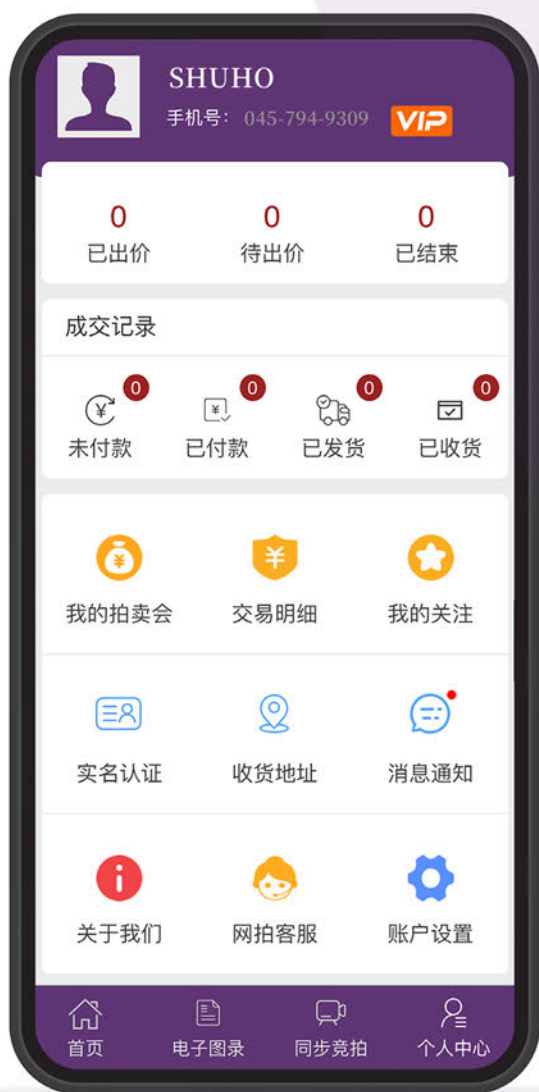 SHUHO
手机号: 045-794-9309 VIP
0 0 0
已出价 待出价 已结束
成交记录
0 0 0 0
¥ ¥
未付款 已付款 已发货 已收货
¥ ¥
我的拍卖会 交易明细 我的关注
实名认证 收货地址 消息通知
关于我们 网拍客服 账户设置
首页 电子图录 同步竞拍 个人中心